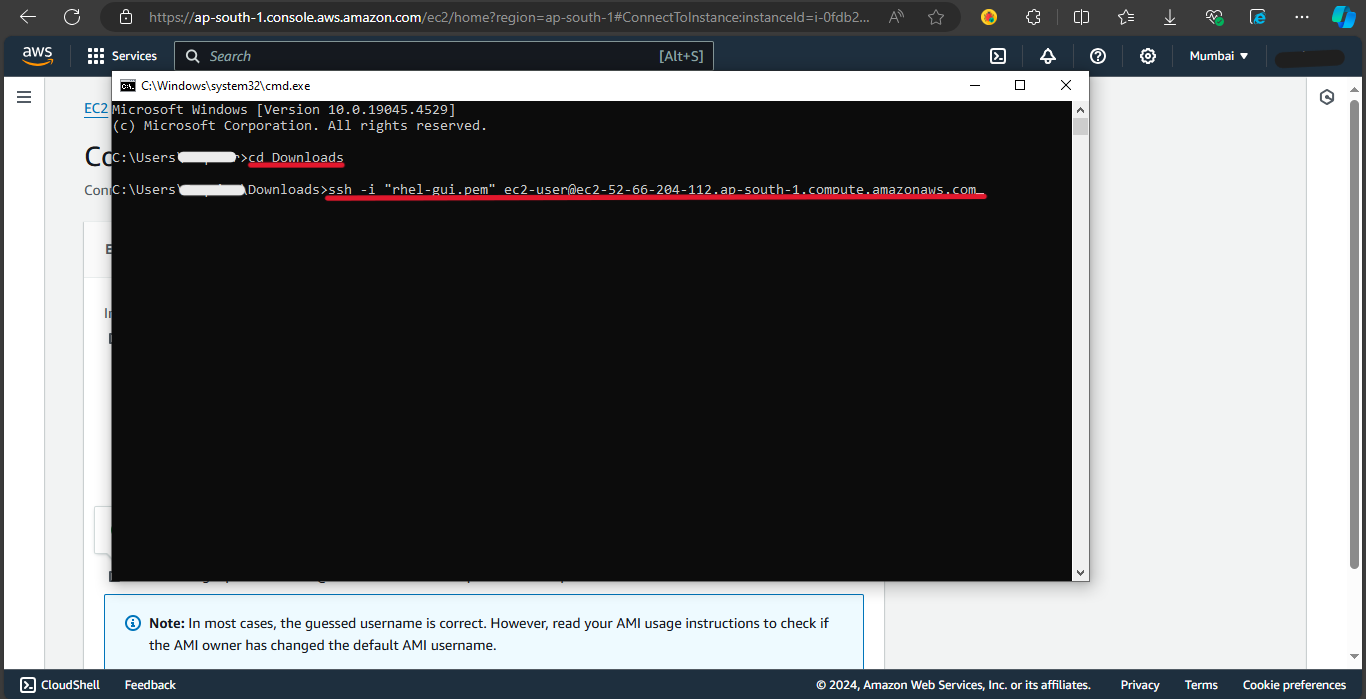 https://ap-south-1.console.aws.amazon.com/ec2/home?region=ap-south-1#ConnectToInstance:instanceId=i-0fdb2...
aws
Services
Search
[Alt+S]
Mumbai
C:\Windows\system32\cmd.exe
EC2
Microsoft Windows [Version 10.0.19045.4529]
(c) Microsoft Corporation. All rights reserved.
C:\Users\ >cd Downloads
C:\Users\ \Downloads>ssh -i "rhel-gui.pem" ec2-user@ec2-52-66-204-112.ap-south-1.compute.amazonaws.com
Note: In most cases, the guessed username is correct. However, read your AMI usage instructions to check if
the AMI owner has changed the default AMI username.
CloudShell
Feedback
© 2024, Amazon Web Services, Inc. or its affiliates.
Privacy
Terms
Cookie preferences